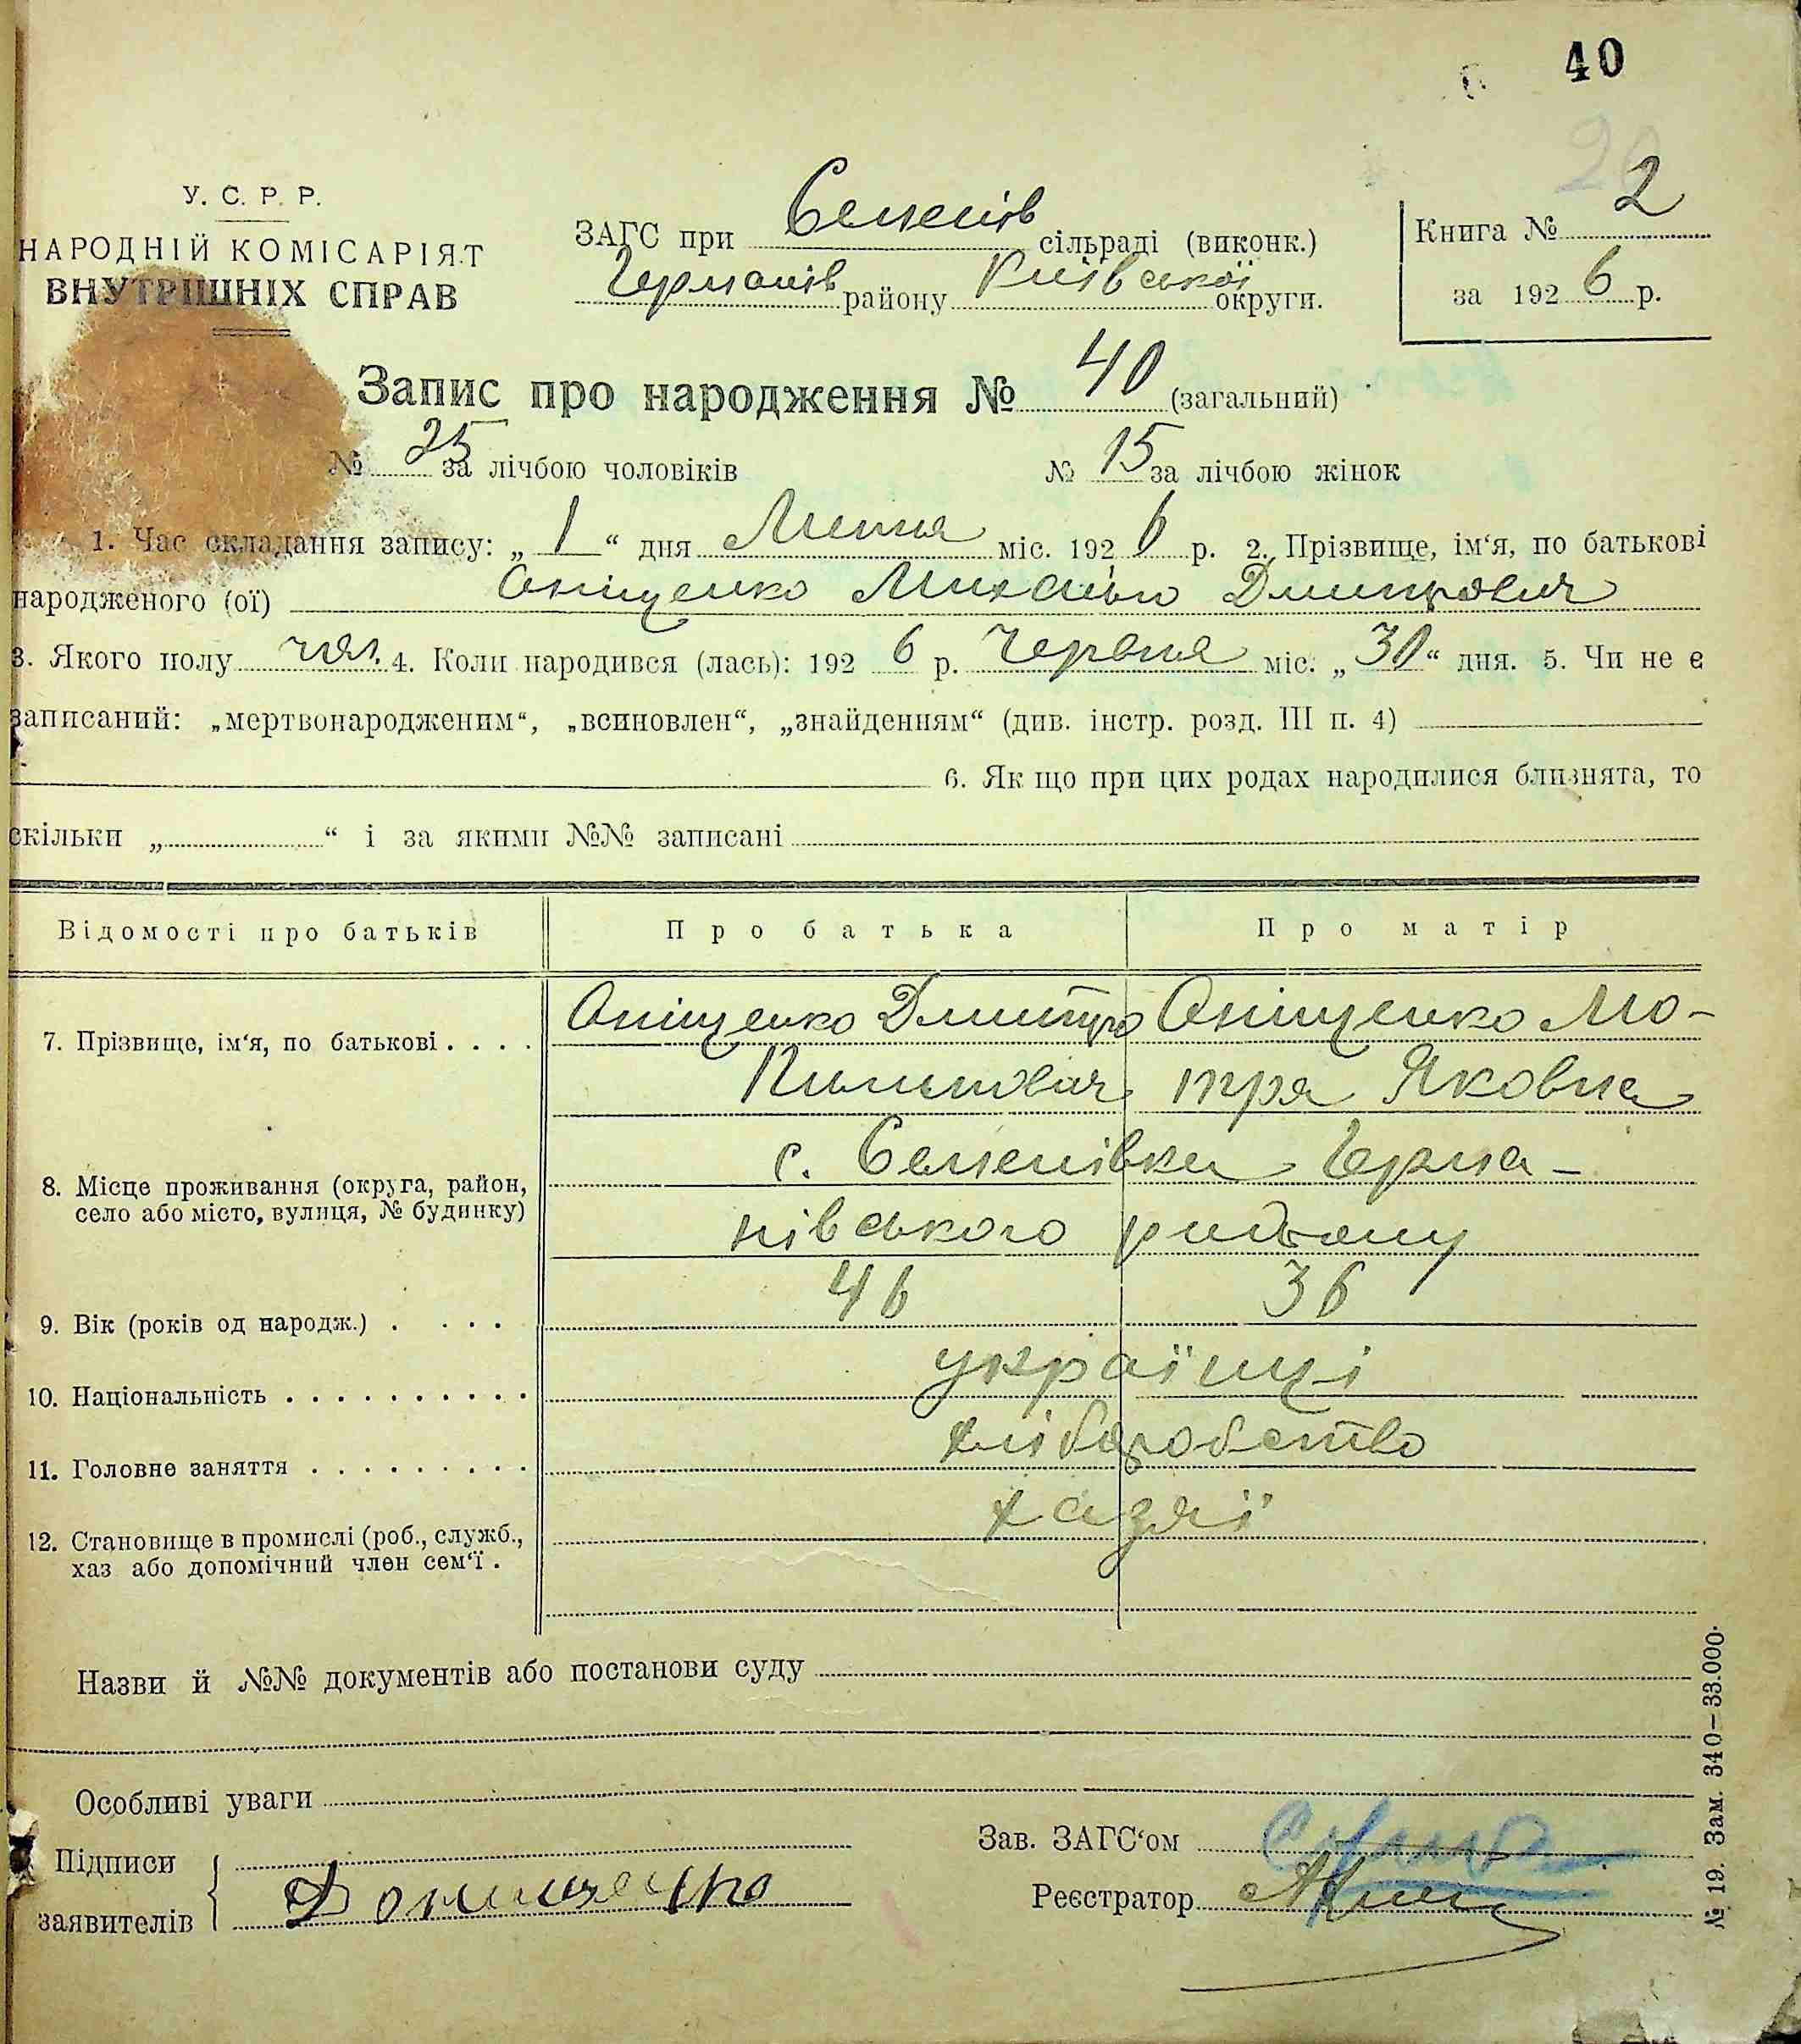 40
2
У. С. Р. Р.
НАРОДНІЙ КОМІСАРІЯТ
ВНУТРІШНІХ СПРАВ
ЗАГС при Семенів сільраді (виконк.)
Германів району Київської округи.
Книга № 2
за 1926 р.
Запис про народження № 40 (загальний)
№ 25 за лічбою чоловіків № 15 за лічбою жінок
1. Час складання запису: „ 1 “ дня Липня міс. 1926 р. 2. Прізвище, ім‘я, по батькові
народженого (ої) Оніщенко Михайло Дмитрович
3. Якого полу чол. 4. Коли народився (лась): 1926 р. Червня міс. „ 30 “ дня. 5. Чи не є
записаний: „мертвонародженим“, „всиновлен“, „знайденням“ (див. інстр. розд. III п. 4)
6. Як що при цих родах народилися близнята, то
скільки „ “ і за якими №№ записані
Відомості про батьків Про батька Про матір
7. Прізвище, ім‘я, по батькові . . . . Оніщенко Дмитро Оніщенко Мо-
Пилипович тря Яковна
8. Місце проживання (округа, район, с. Семенівка Герма-
село або місто, вулиця, № будинку) нівського району
9. Вік (років од народж.) . . . . 46 36
10. Національність . . . . . . . . . . українці
11. Головне заняття . . . . . . . . . хліборобство
12. Становище в промислі (роб., служб., хазяї
хаз або допомічний член сем‘ї .
Назви й №№ документів або постанови суду
Особливі уваги
Підписи
заявителів
Зав. ЗАГС‘ом
Реєстратор
№ 19. Зам. 340–33.000.